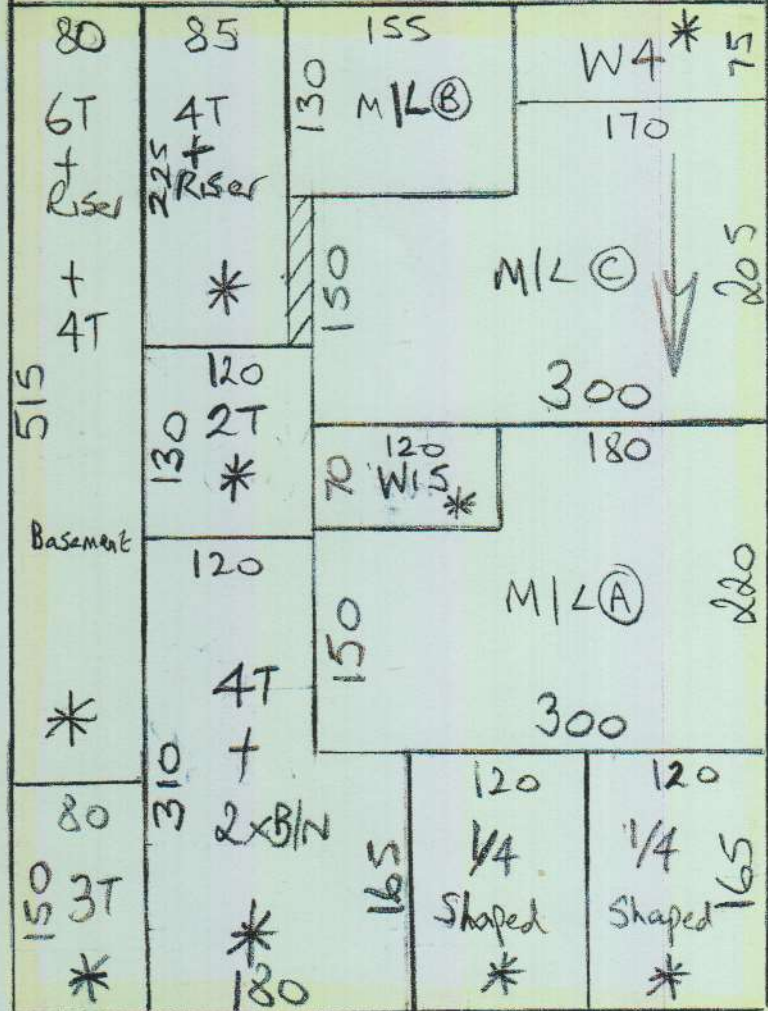 80
6T
+
Riser
+
4T
515
Basement
*
80
150
3T
*
85
4T
+
Riser
225
*
120
130
2T
*
120
4T
+
310
2xB/N
*
180
165
155
130
M/L Ⓑ
W4*
75
170
150
M/L Ⓒ
205
300
120
70
W15
*
180
M/L Ⓐ
150
220
300
120
1/4
Shaped
*
120
1/4
Shaped
165
*